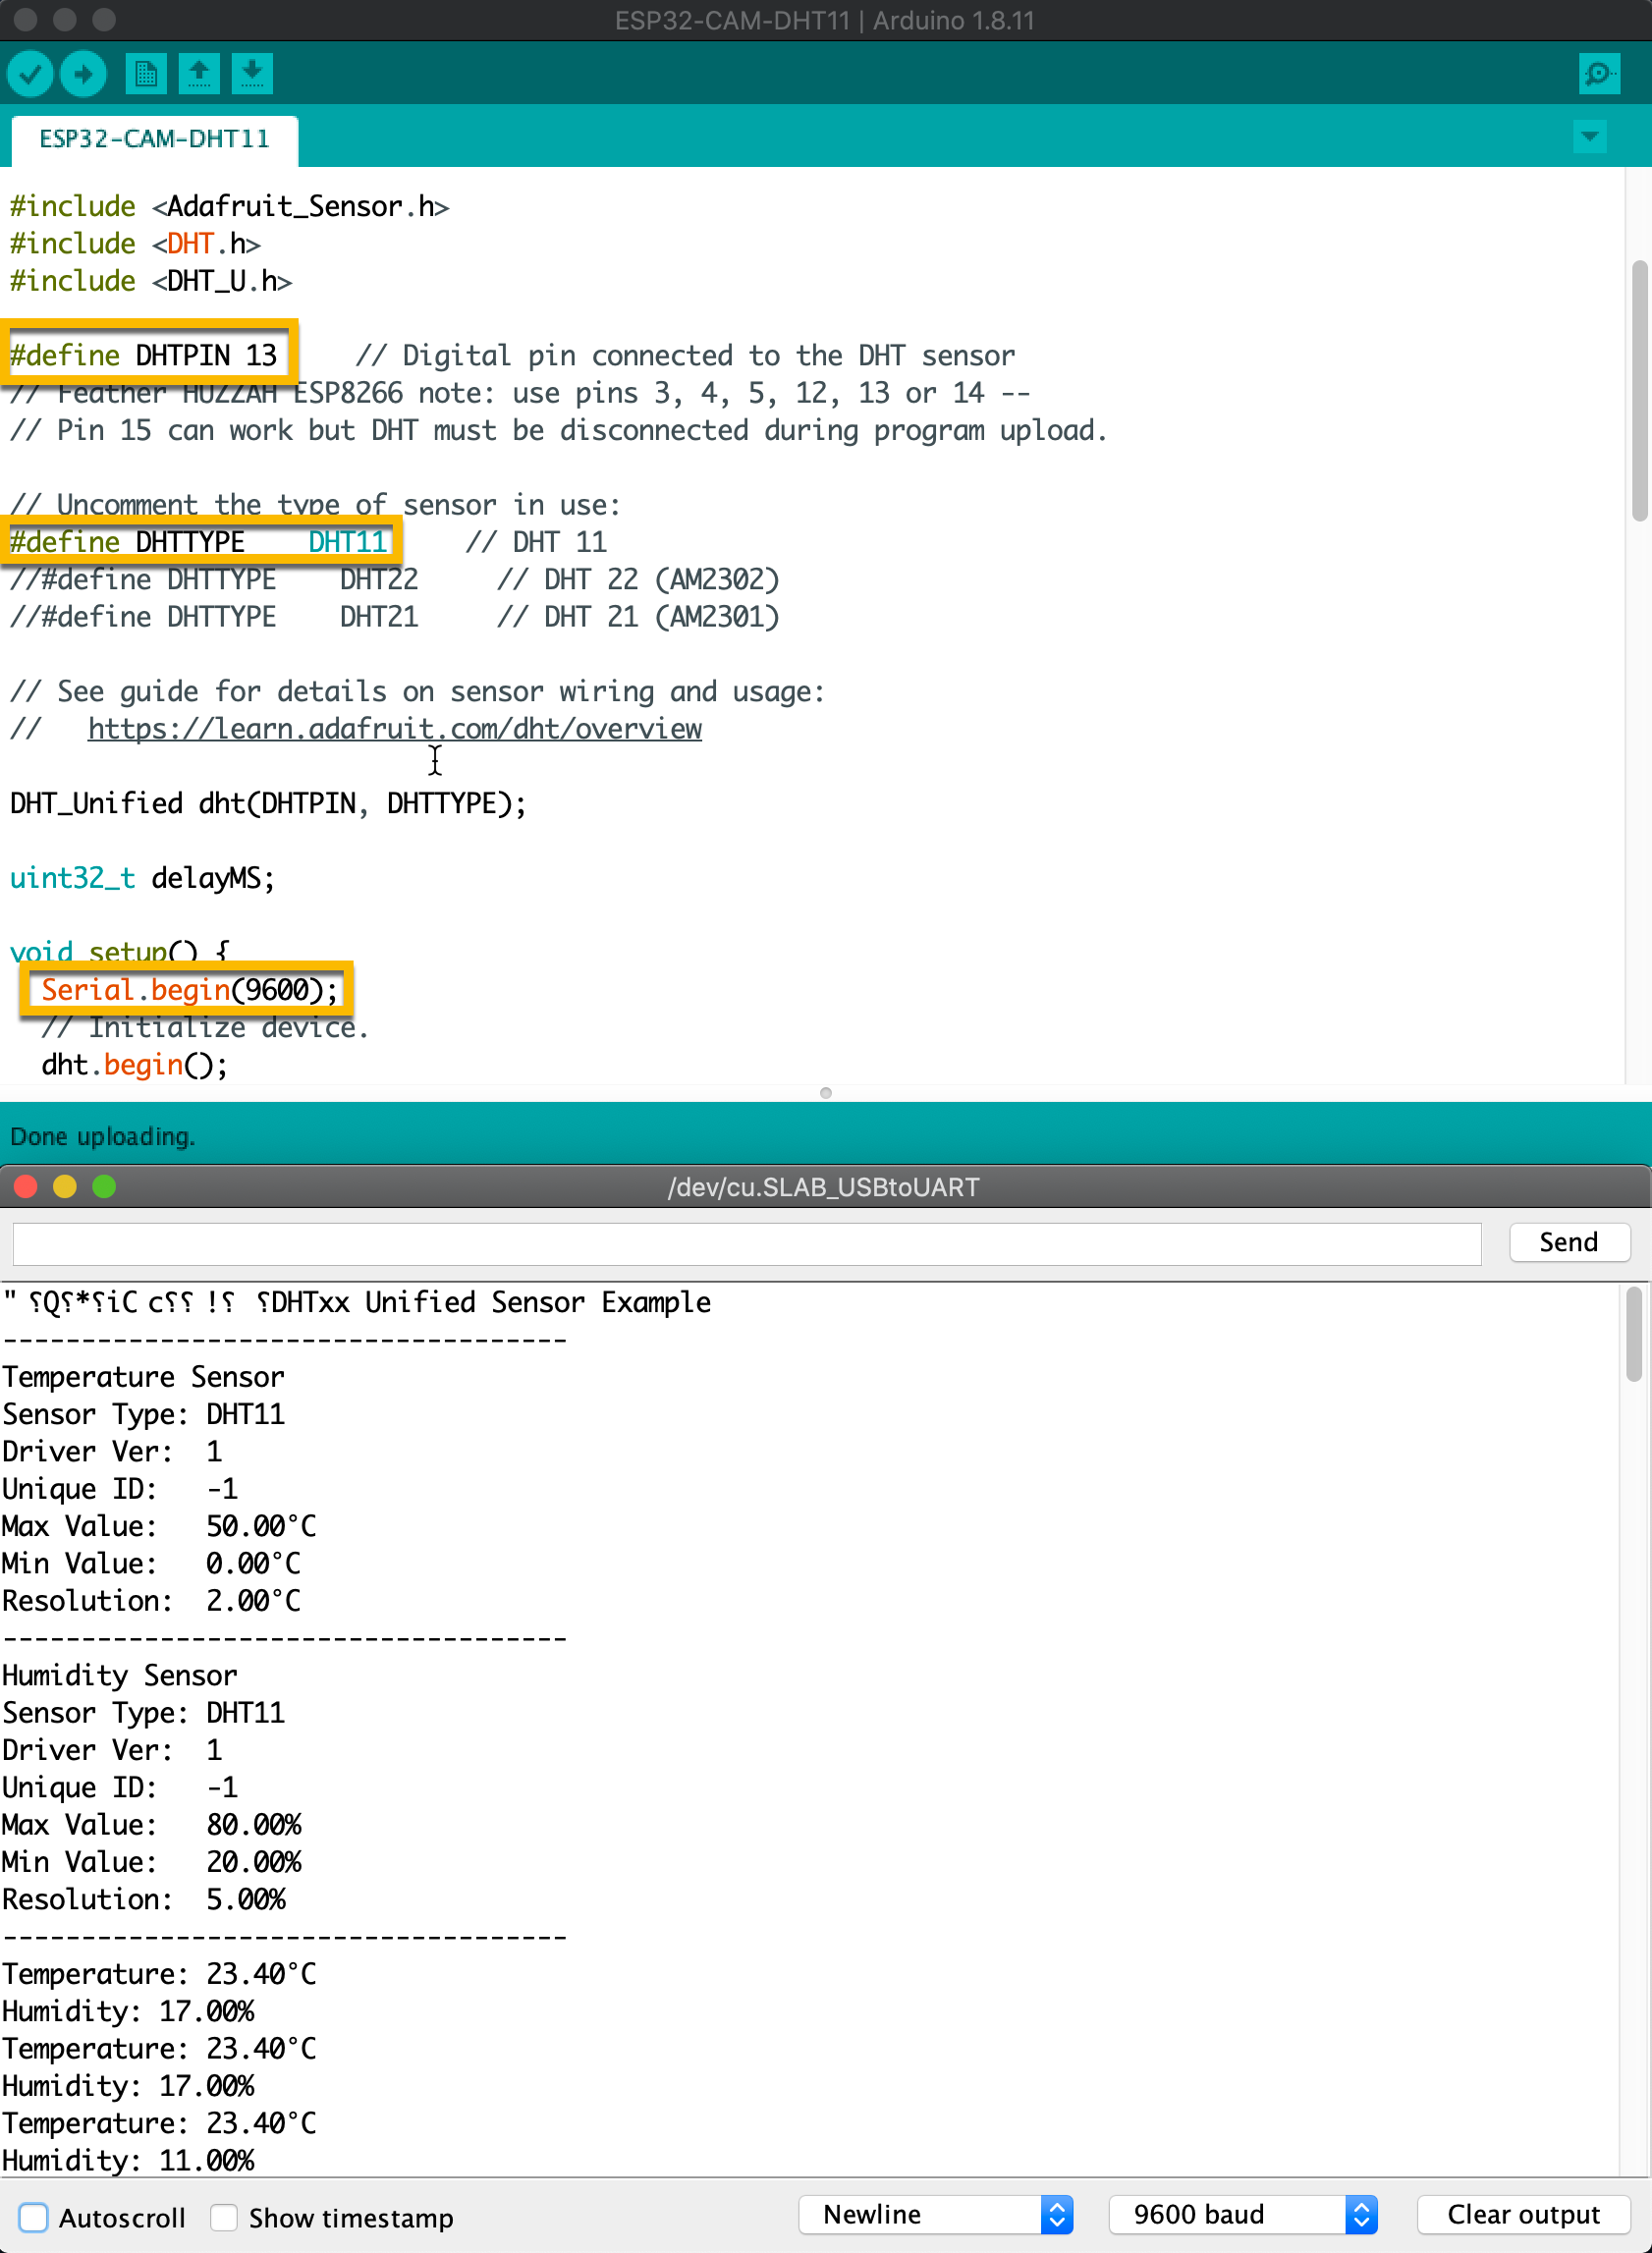 ESP32-CAM-DHT11 | Arduino 1.8.11
ESP32-CAM-DHT11
#include <Adafruit_Sensor.h>
#include <DHT.h>
#include <DHT_U.h>
#define DHTPIN 13     // Digital pin connected to the DHT sensor
// Feather HUZZAH ESP8266 note: use pins 3, 4, 5, 12, 13 or 14 --
// Pin 15 can work but DHT must be disconnected during program upload.
// Uncomment the type of sensor in use:
#define DHTTYPE    DHT11     // DHT 11
//#define DHTTYPE    DHT22     // DHT 22 (AM2302)
//#define DHTTYPE    DHT21     // DHT 21 (AM2301)
// See guide for details on sensor wiring and usage:
//   https://learn.adafruit.com/dht/overview
DHT_Unified dht(DHTPIN, DHTTYPE);
uint32_t delayMS;
void setup() {
Serial.begin(9600);
// Initialize device.
dht.begin();
Done uploading.
/dev/cu.SLAB_USBtoUART
Send
" ⸮Q⸮*⸮iC c⸮⸮ !⸮ ⸮DHTxx Unified Sensor Example
------------------------------------
Temperature Sensor
Sensor Type: DHT11
Driver Ver:  1
Unique ID:   -1
Max Value:   50.00°C
Min Value:   0.00°C
Resolution:  2.00°C
------------------------------------
Humidity Sensor
Sensor Type: DHT11
Driver Ver:  1
Unique ID:   -1
Max Value:   80.00%
Min Value:   20.00%
Resolution:  5.00%
------------------------------------
Temperature: 23.40°C
Humidity: 17.00%
Temperature: 23.40°C
Humidity: 17.00%
Temperature: 23.40°C
Humidity: 11.00%
Autoscroll Show timestamp Newline 9600 baud Clear output